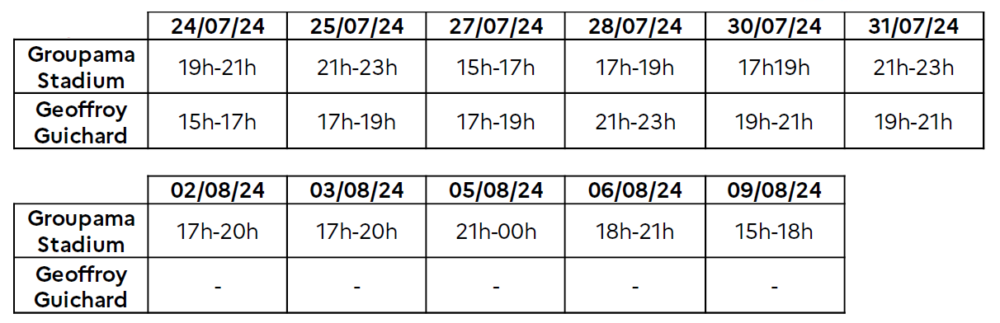 24/07/24 25/07/24 27/07/24 28/07/24 30/07/24 31/07/24
Groupama
Stadium
19h-21h 21h-23h 15h-17h 17h-19h 17h19h 21h-23h
Geoffroy
Guichard
15h-17h 17h-19h 17h-19h 21h-23h 19h-21h 19h-21h
02/08/24 03/08/24 05/08/24 06/08/24 09/08/24
Groupama
Stadium
17h-20h 17h-20h 21h-00h 18h-21h 15h-18h
Geoffroy
Guichard
- - - - -